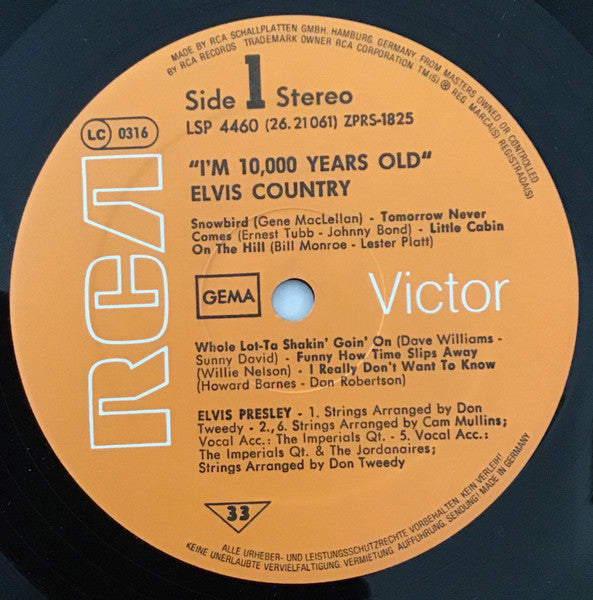 MADE BY RCA SCHALLPLATTEN GMBH. HAMBURG. GERMANY. FROM MASTERS OWNED OR CONTROLLED
BY RCA RECORDS TRADEMARK OWNER RCA CORPORATION TM(S) ® REG MARCA(S) REGISTRADA(S)
Side 1 Stereo
LSP 4460 (26.21061) ZPRS-1825
LC 0316
"I'M 10,000 YEARS OLD"
ELVIS COUNTRY
Snowbird (Gene MacLellan) - Tomorrow Never
Comes (Ernest Tubb - Johnny Bond) - Little Cabin
On The Hill (Bill Monroe - Lester Platt)
RCA
GEMA
Victor
Whole Lot-Ta Shakin' Goin' On (Dave Williams -
Sunny David) - Funny How Time Slips Away
(Willie Nelson) - I Really Don't Want To Know
(Howard Barnes - Don Robertson)
ELVIS PRESLEY - 1. Strings Arranged by Don
Tweedy - 2.,6. Strings Arranged by Cam Mullins;
Vocal Acc.: The Imperials Qt. - 5. Vocal Acc.:
The Imperials Qt. & The Jordanaires;
Strings Arranged by Don Tweedy
33
ALLE URHEBER- UND LEISTUNGSSCHUTZRECHTE VORBEHALTEN. KEIN VERLEIH!
KEINE UNERLAUBTE VERVIELFÄLTIGUNG. VERMIETUNG. AUFFÜHRUNG. SENDUNG! MADE IN GERMANY